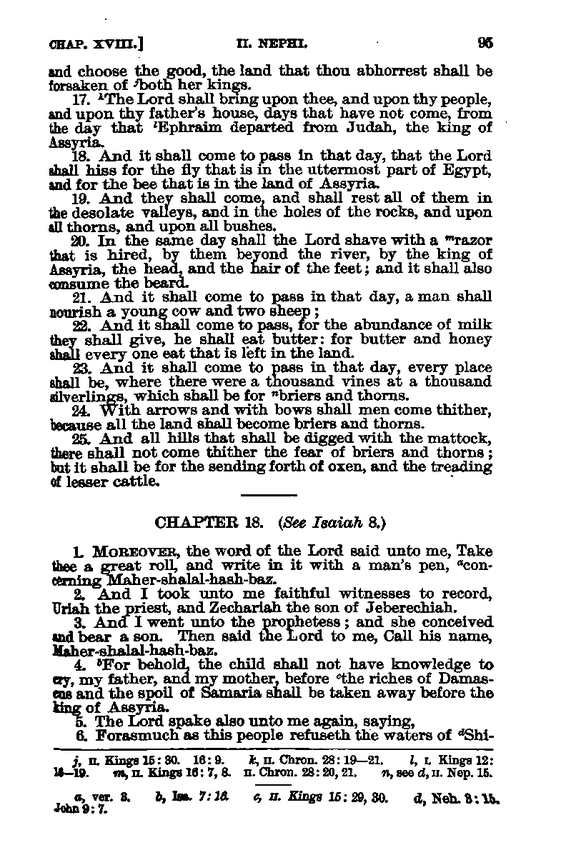 CHAP. XVIII.] II. NEPHI. 95
and choose the good, the land that thou abhorrest shall be
forsaken of ʲboth her kings.
17. ᵏThe Lord shall bring upon thee, and upon thy people,
and upon thy father's house, days that have not come, from
the day that ˡEphraim departed from Judah, the king of
Assyria.
18. And it shall come to pass in that day, that the Lord
shall hiss for the fly that is in the uttermost part of Egypt,
and for the bee that is in the land of Assyria.
19. And they shall come, and shall rest all of them in
the desolate valleys, and in the holes of the rocks, and upon
all thorns, and upon all bushes.
20. In the same day shall the Lord shave with a ᵐrazor
that is hired, by them beyond the river, by the king of
Assyria, the head, and the hair of the feet; and it shall also
consume the beard.
21. And it shall come to pass in that day, a man shall
nourish a young cow and two sheep;
22. And it shall come to pass, for the abundance of milk
they shall give, he shall eat butter: for butter and honey
shall every one eat that is left in the land.
23. And it shall come to pass in that day, every place
shall be, where there were a thousand vines at a thousand
silverlings, which shall be for ⁿbriers and thorns.
24. With arrows and with bows shall men come thither,
because all the land shall become briers and thorns.
25. And all hills that shall be digged with the mattock,
there shall not come thither the fear of briers and thorns;
but it shall be for the sending forth of oxen, and the treading
of lesser cattle.
CHAPTER 18. (See Isaiah 8.)
1. MOREOVER, the word of the Lord said unto me, Take
thee a great roll, and write in it with a man's pen, ᵃcon-
cerning Maher-shalal-hash-baz.
2. And I took unto me faithful witnesses to record,
Uriah the priest, and Zechariah the son of Jeberechiah.
3. And I went unto the prophetess; and she conceived
and bear a son. Then said the Lord to me, Call his name,
Maher-shalal-hash-baz.
4. ᵇFor behold, the child shall not have knowledge to
cry, my father, and my mother, before ᶜthe riches of Damas-
cus and the spoil of Samaria shall be taken away before the
king of Assyria.
5. The Lord spake also unto me again, saying,
6. Forasmuch as this people refuseth the waters of ᵈShi-
j, II. Kings 15: 30. 16: 9. k, II. Chron. 28: 19—21. l, I. Kings 12:
16—19. m, II. Kings 16: 7, 8. II. Chron. 28: 20, 21. n, see d, II. Nep. 15.
a, ver. 3. b, Isa. 7: 16. c, II. Kings 15: 29, 30. d, Neh. 3: 15.
John 9: 7.